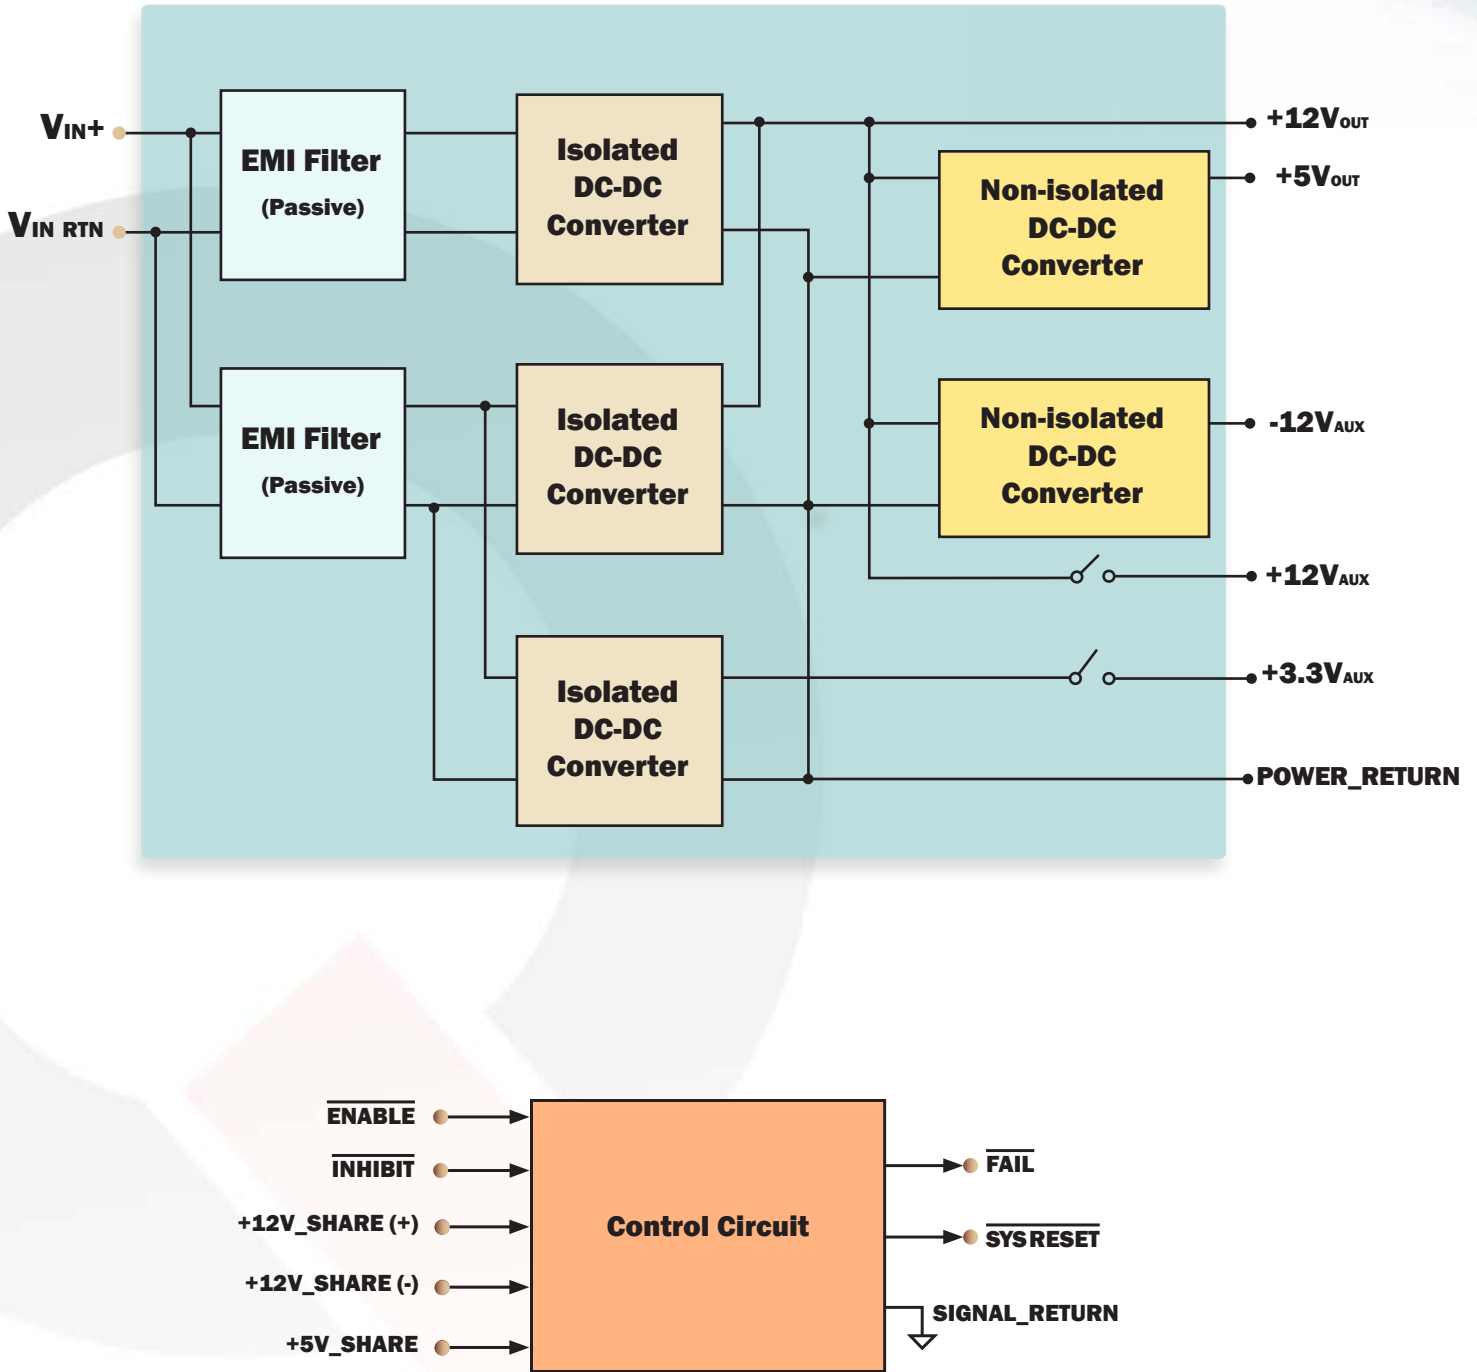 VIN+
VIN RTN
EMI Filter
(Passive)
Isolated
DC-DC
Converter
+12VOUT
+5VOUT
Non-isolated
DC-DC
Converter
EMI Filter
(Passive)
Isolated
DC-DC
Converter
Non-isolated
DC-DC
Converter
-12VAUX
+12VAUX
Isolated
DC-DC
Converter
+3.3VAUX
POWER_RETURN
ENABLE
INHIBIT
+12V_SHARE (+)
+12V_SHARE (-)
+5V_SHARE
Control Circuit
FAIL
SYS RESET
SIGNAL_RETURN